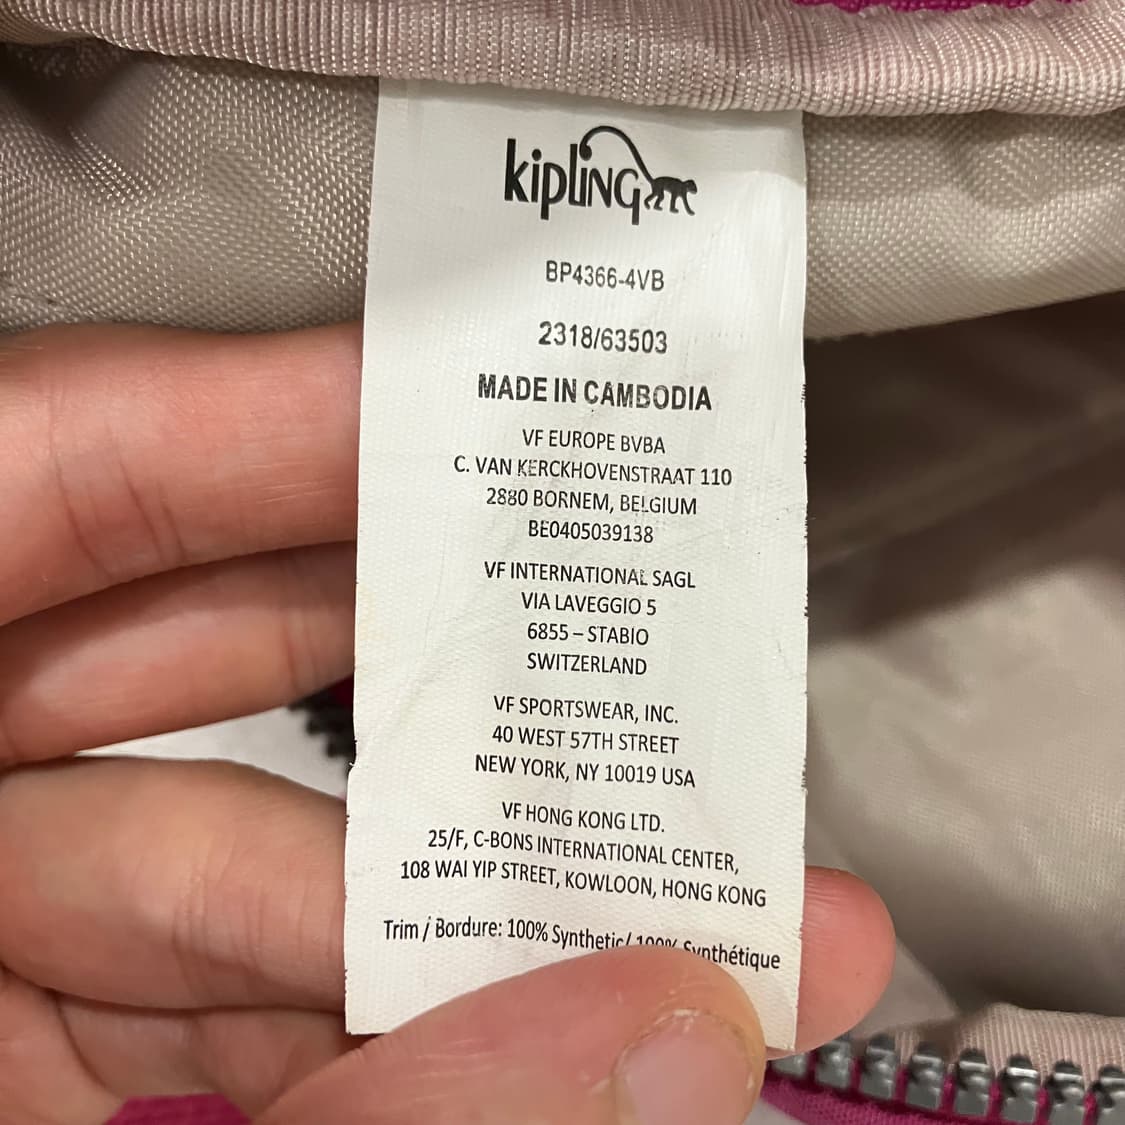 kipling
BP4366-4VB
2318/63503
MADE IN CAMBODIA
VF EUROPE BVBA
C. VAN KERCKHOVENSTRAAT 110
2880 BORNEM, BELGIUM
BE0405039138
VF INTERNATIONAL SAGL
VIA LAVEGGIO 5
6855 – STABIO
SWITZERLAND
VF SPORTSWEAR, INC.
40 WEST 57TH STREET
NEW YORK, NY 10019 USA
VF HONG KONG LTD.
25/F, C-BONS INTERNATIONAL CENTER,
108 WAI YIP STREET, KOWLOON, HONG KONG
Trim / Bordure: 100% Synthetic/ 100% Synthétique